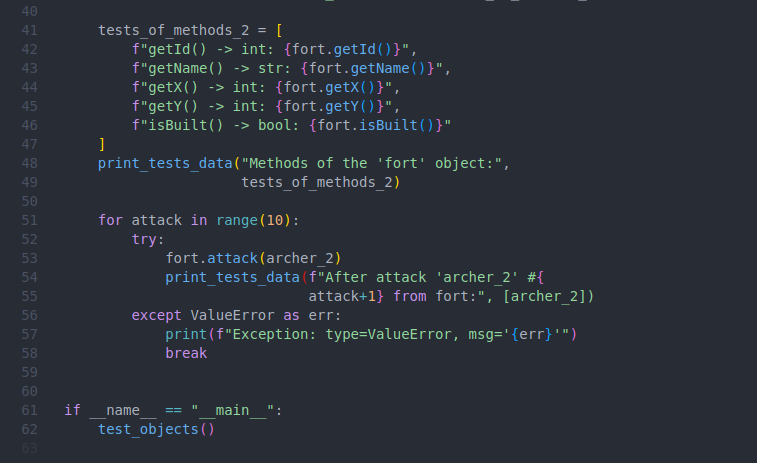 40
41 tests_of_methods_2 = [
42 f"getId() -> int: {fort.getId()}",
43 f"getName() -> str: {fort.getName()}",
44 f"getX() -> int: {fort.getX()}",
45 f"getY() -> int: {fort.getY()}",
46 f"isBuilt() -> bool: {fort.isBuilt()}"
47 ]
48 print_tests_data("Methods of the 'fort' object:",
49 tests_of_methods_2)
50
51 for attack in range(10):
52 try:
53 fort.attack(archer_2)
54 print_tests_data(f"After attack 'archer_2' #{
55 attack+1} from fort:", [archer_2])
56 except ValueError as err:
57 print(f"Exception: type=ValueError, msg='{err}'")
58 break
59
60
61 if __name__ == "__main__":
62 test_objects()
63